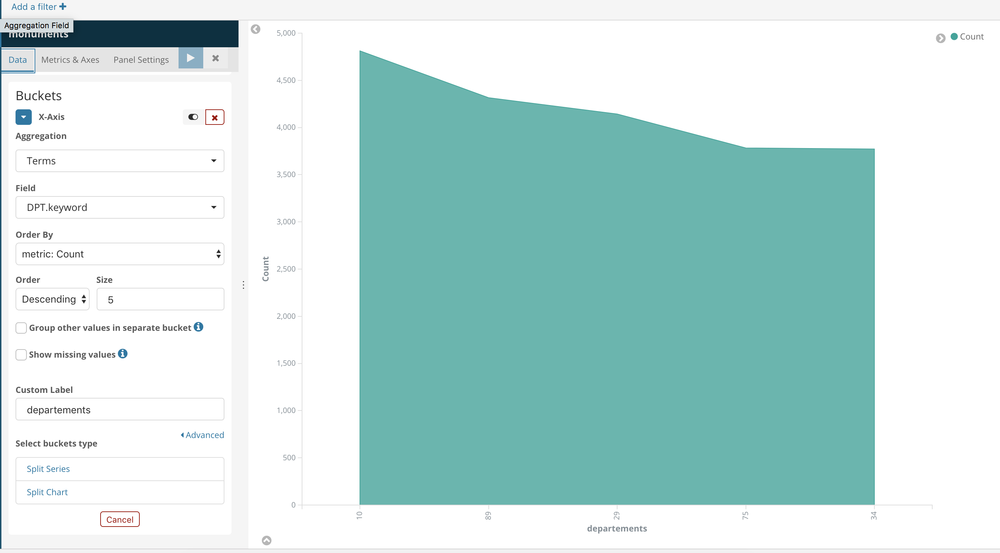 Add a filter
Aggregation Field
monuments
Data Metrics & Axes Panel Settings
Buckets
X-Axis
Aggregation
Terms
Field
DPT.keyword
Order By
metric: Count
Order Size
Descending 5
Group other values in separate bucket
Show missing values
Custom Label
departements
Advanced
Select buckets type
Split Series
Split Chart
Cancel
Count
5,000
4,500
4,000
3,500
3,000
2,500
2,000
1,500
1,000
500
0
Count
10 89 29 75 34
departements